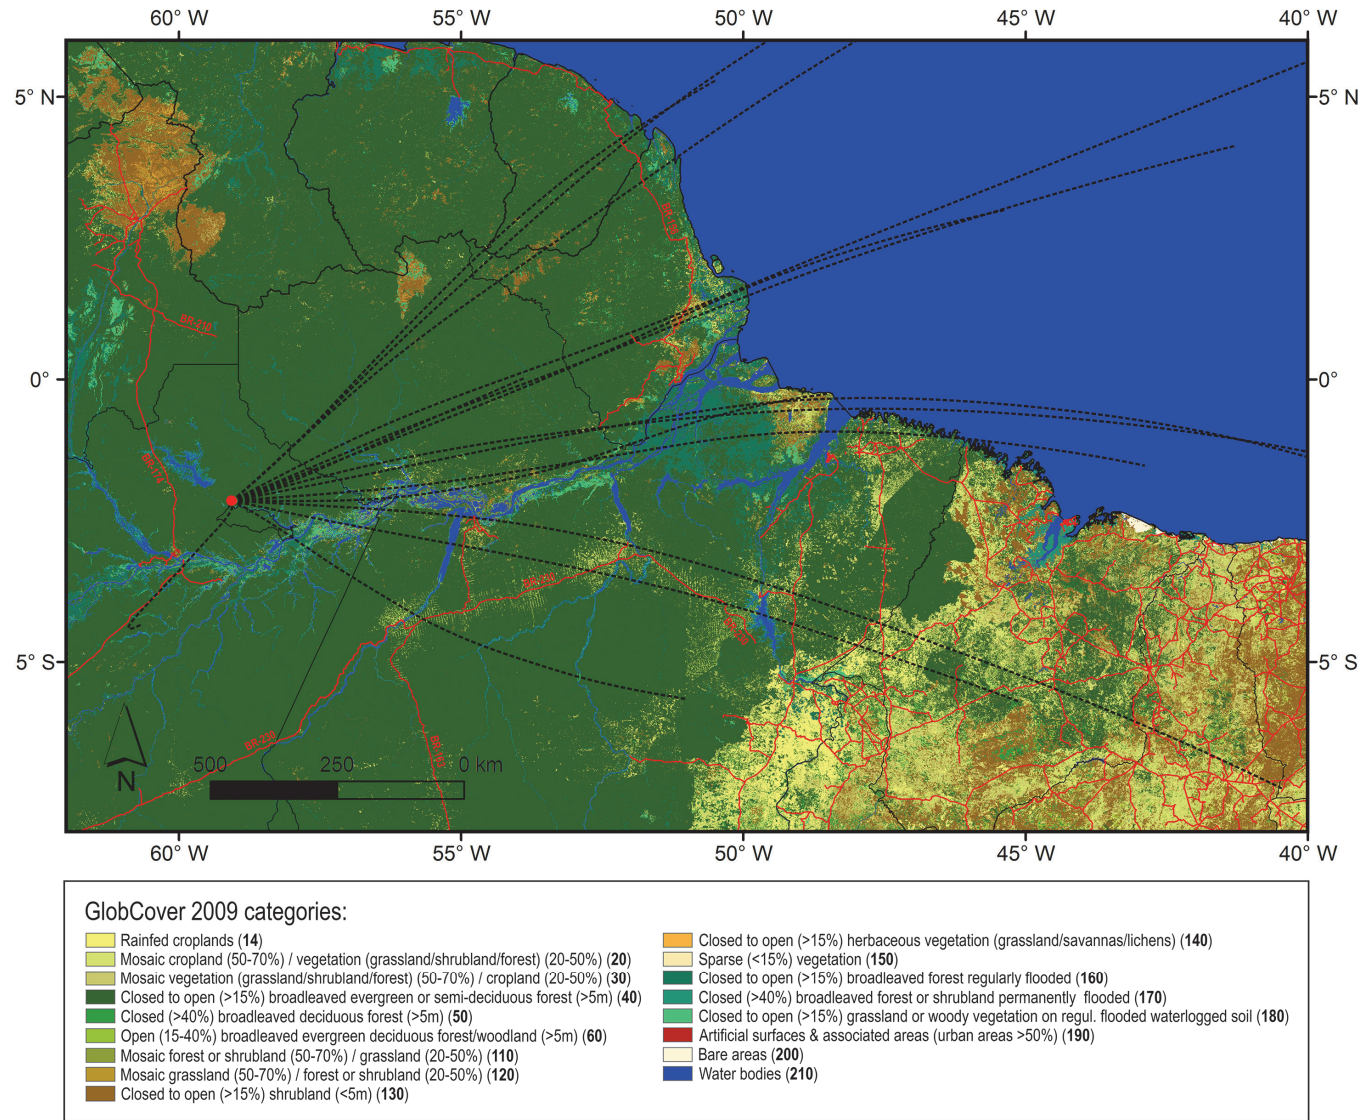 60° W 55° W 50° W 45° W 40° W
5° N 5° N
BR-210
0° 0°
BR-174
BR-230
5° S 5° S
BR-230
N
500 250 0 km
60° W 55° W 50° W 45° W 40° W
GlobCover 2009 categories:
Rainfed croplands (14)
Mosaic cropland (50-70%) / vegetation (grassland/shrubland/forest) (20-50%) (20)
Mosaic vegetation (grassland/shrubland/forest) (50-70%) / cropland (20-50%) (30)
Closed to open (>15%) broadleaved evergreen or semi-deciduous forest (>5m) (40)
Closed (>40%) broadleaved deciduous forest (>5m) (50)
Open (15-40%) broadleaved evergreen deciduous forest/woodland (>5m) (60)
Mosaic forest or shrubland (50-70%) / grassland (20-50%) (110)
Mosaic grassland (50-70%) / forest or shrubland (20-50%) (120)
Closed to open (>15%) shrubland (<5m) (130)
Closed to open (>15%) herbaceous vegetation (grassland/savannas/lichens) (140)
Sparse (<15%) vegetation (150)
Closed to open (>15%) broadleaved forest regularly flooded (160)
Closed (>40%) broadleaved forest or shrubland permanently flooded (170)
Closed to open (>15%) grassland or woody vegetation on regul. flooded waterlogged soil (180)
Artificial surfaces & associated areas (urban areas >50%) (190)
Bare areas (200)
Water bodies (210)